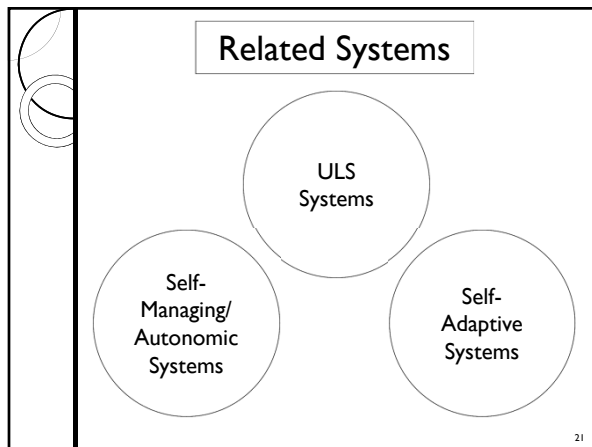 Related Systems
ULS
Systems
Self-
Managing/
Autonomic
Systems
Self-
Adaptive
Systems
21